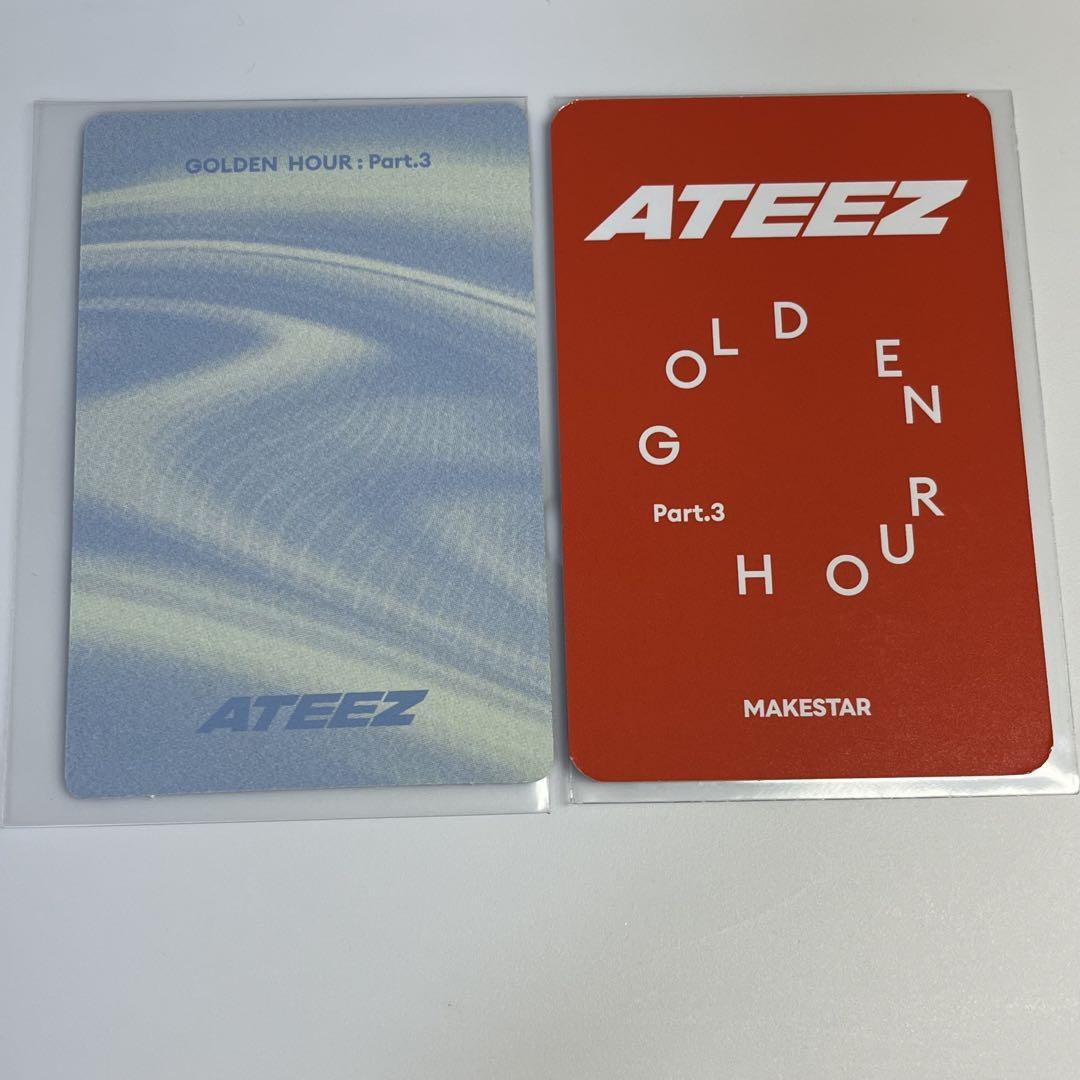 GOLDEN HOUR : Part.3
ATEEZ
ATEEZ
GOLDEN
HOUR
Part.3
MAKESTAR